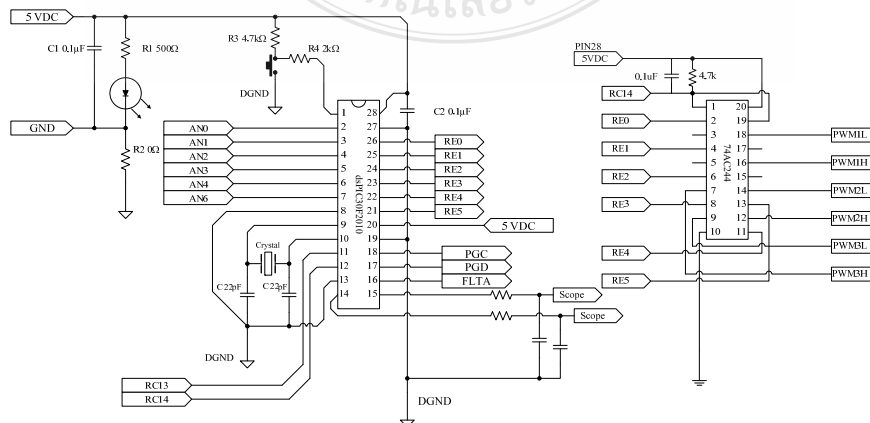 5 VDC
C1 0.1µF
R1 500Ω
GND
R2 0Ω
R3 4.7kΩ
R4 2kΩ
DGND
C2 0.1µF
AN0
AN1
AN2
AN3
AN4
AN6
1
2
3
4
5
6
7
8
9
10
11
12
13
14
dsPIC30F2010
28
27
26
25
24
23
22
21
20
19
18
17
16
15
RE0
RE1
RE2
RE3
RE4
RE5
5 VDC
PGC
PGD
FLTA
Scope
Scope
Crystal
C 22pF
C 22pF
DGND
RC13
RC14
DGND
PIN28
5VDC
0.1uF
4.7k
RC14
RE0
RE1
RE2
RE3
RE4
RE5
1
2
3
4
5
6
7
8
9
10
74AC244
20
19
18
17
16
15
14
13
12
11
PWM1L
PWM1H
PWM2L
PWM2H
PWM3L
PWM3H